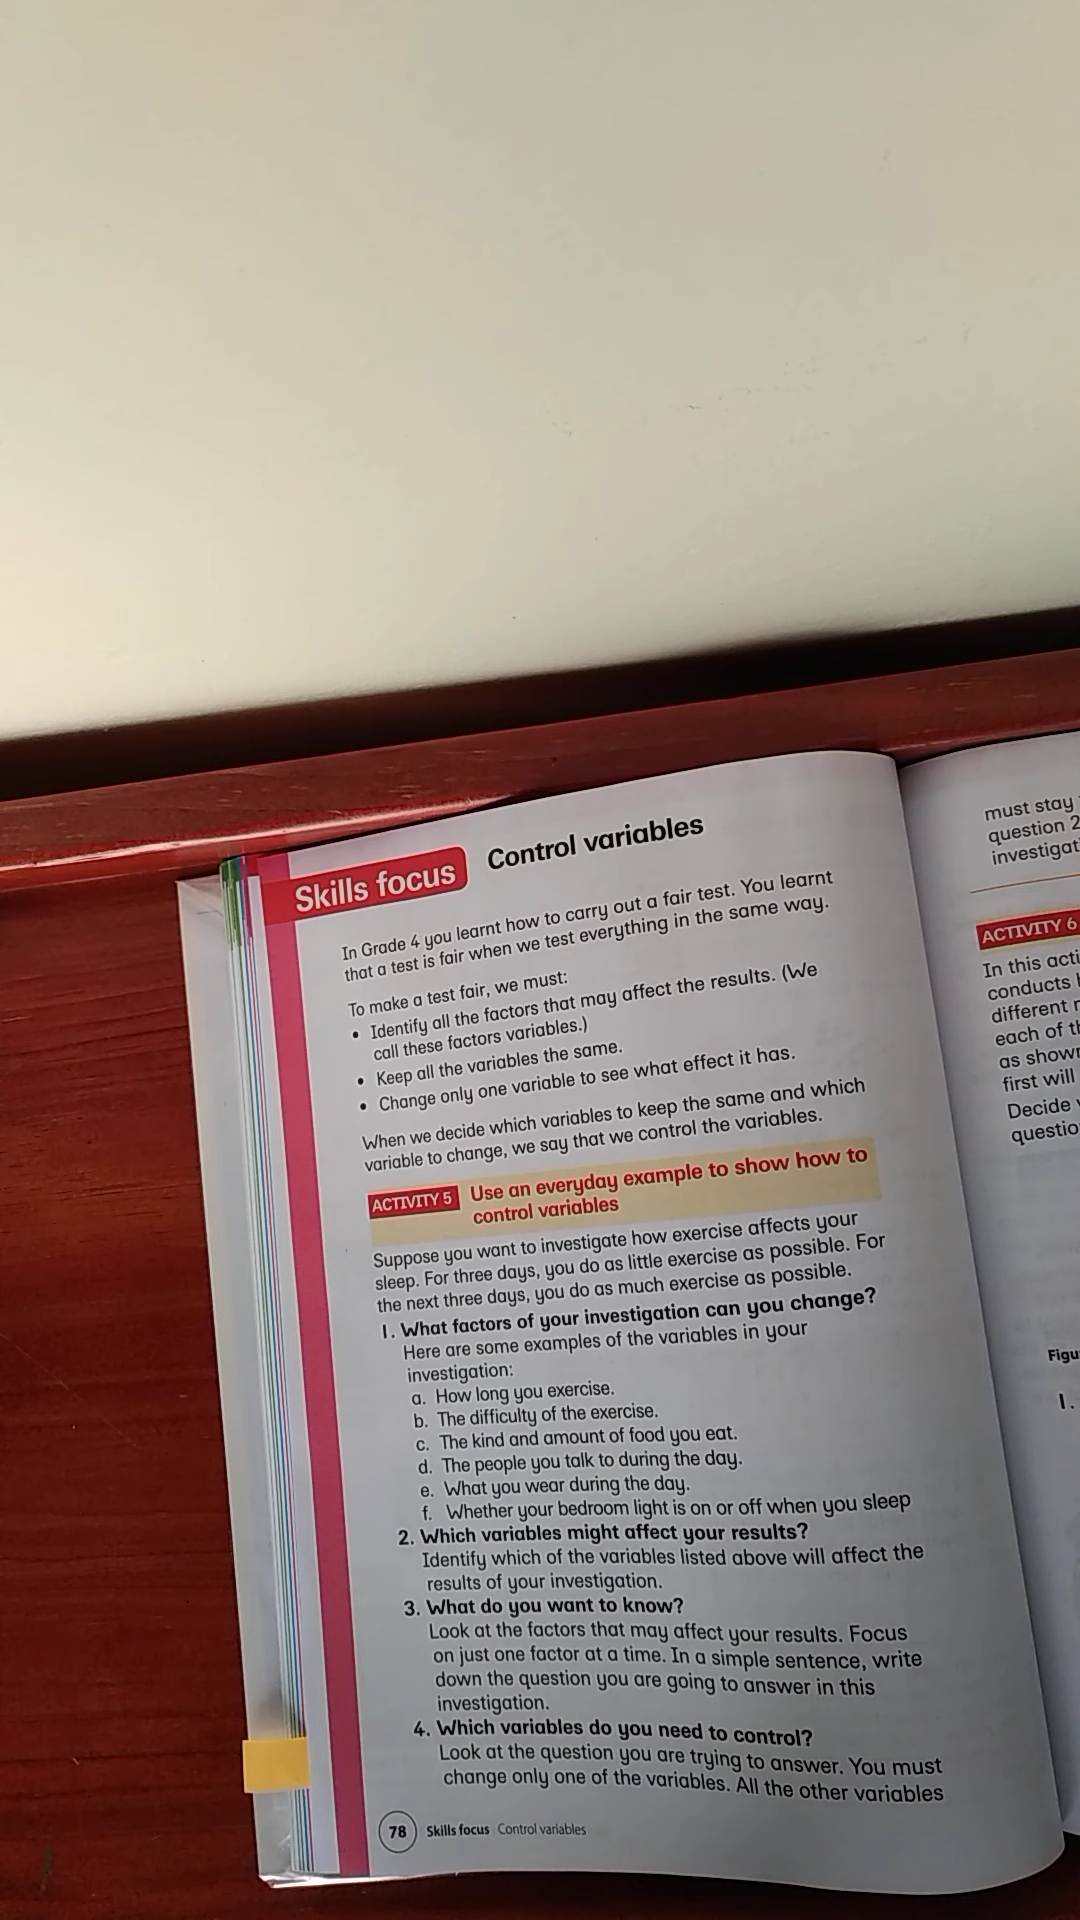 Skills focus Control variables
In Grade 4 you learnt how to carry out a fair test. You learnt
that a test is fair when we test everything in the same way.
To make a test fair, we must:
• Identify all the factors that may affect the results. (We
call these factors variables.)
• Keep all the variables the same.
• Change only one variable to see what effect it has.
When we decide which variables to keep the same and which
variable to change, we say that we control the variables.
ACTIVITY 5 Use an everyday example to show how to
control variables
Suppose you want to investigate how exercise affects your
sleep. For three days, you do as little exercise as possible. For
the next three days, you do as much exercise as possible.
1. What factors of your investigation can you change?
Here are some examples of the variables in your
investigation:
a. How long you exercise.
b. The difficulty of the exercise.
c. The kind and amount of food you eat.
d. The people you talk to during the day.
e. What you wear during the day.
f. Whether your bedroom light is on or off when you sleep
2. Which variables might affect your results?
Identify which of the variables listed above will affect the
results of your investigation.
3. What do you want to know?
Look at the factors that may affect your results. Focus
on just one factor at a time. In a simple sentence, write
down the question you are going to answer in this
investigation.
4. Which variables do you need to control?
Look at the question you are trying to answer. You must
change only one of the variables. All the other variables
78 Skills focus Control variables
must stay
question 2
ACTIVITY 6
In this
conducts
different
each of
as
first will
Decide
1.